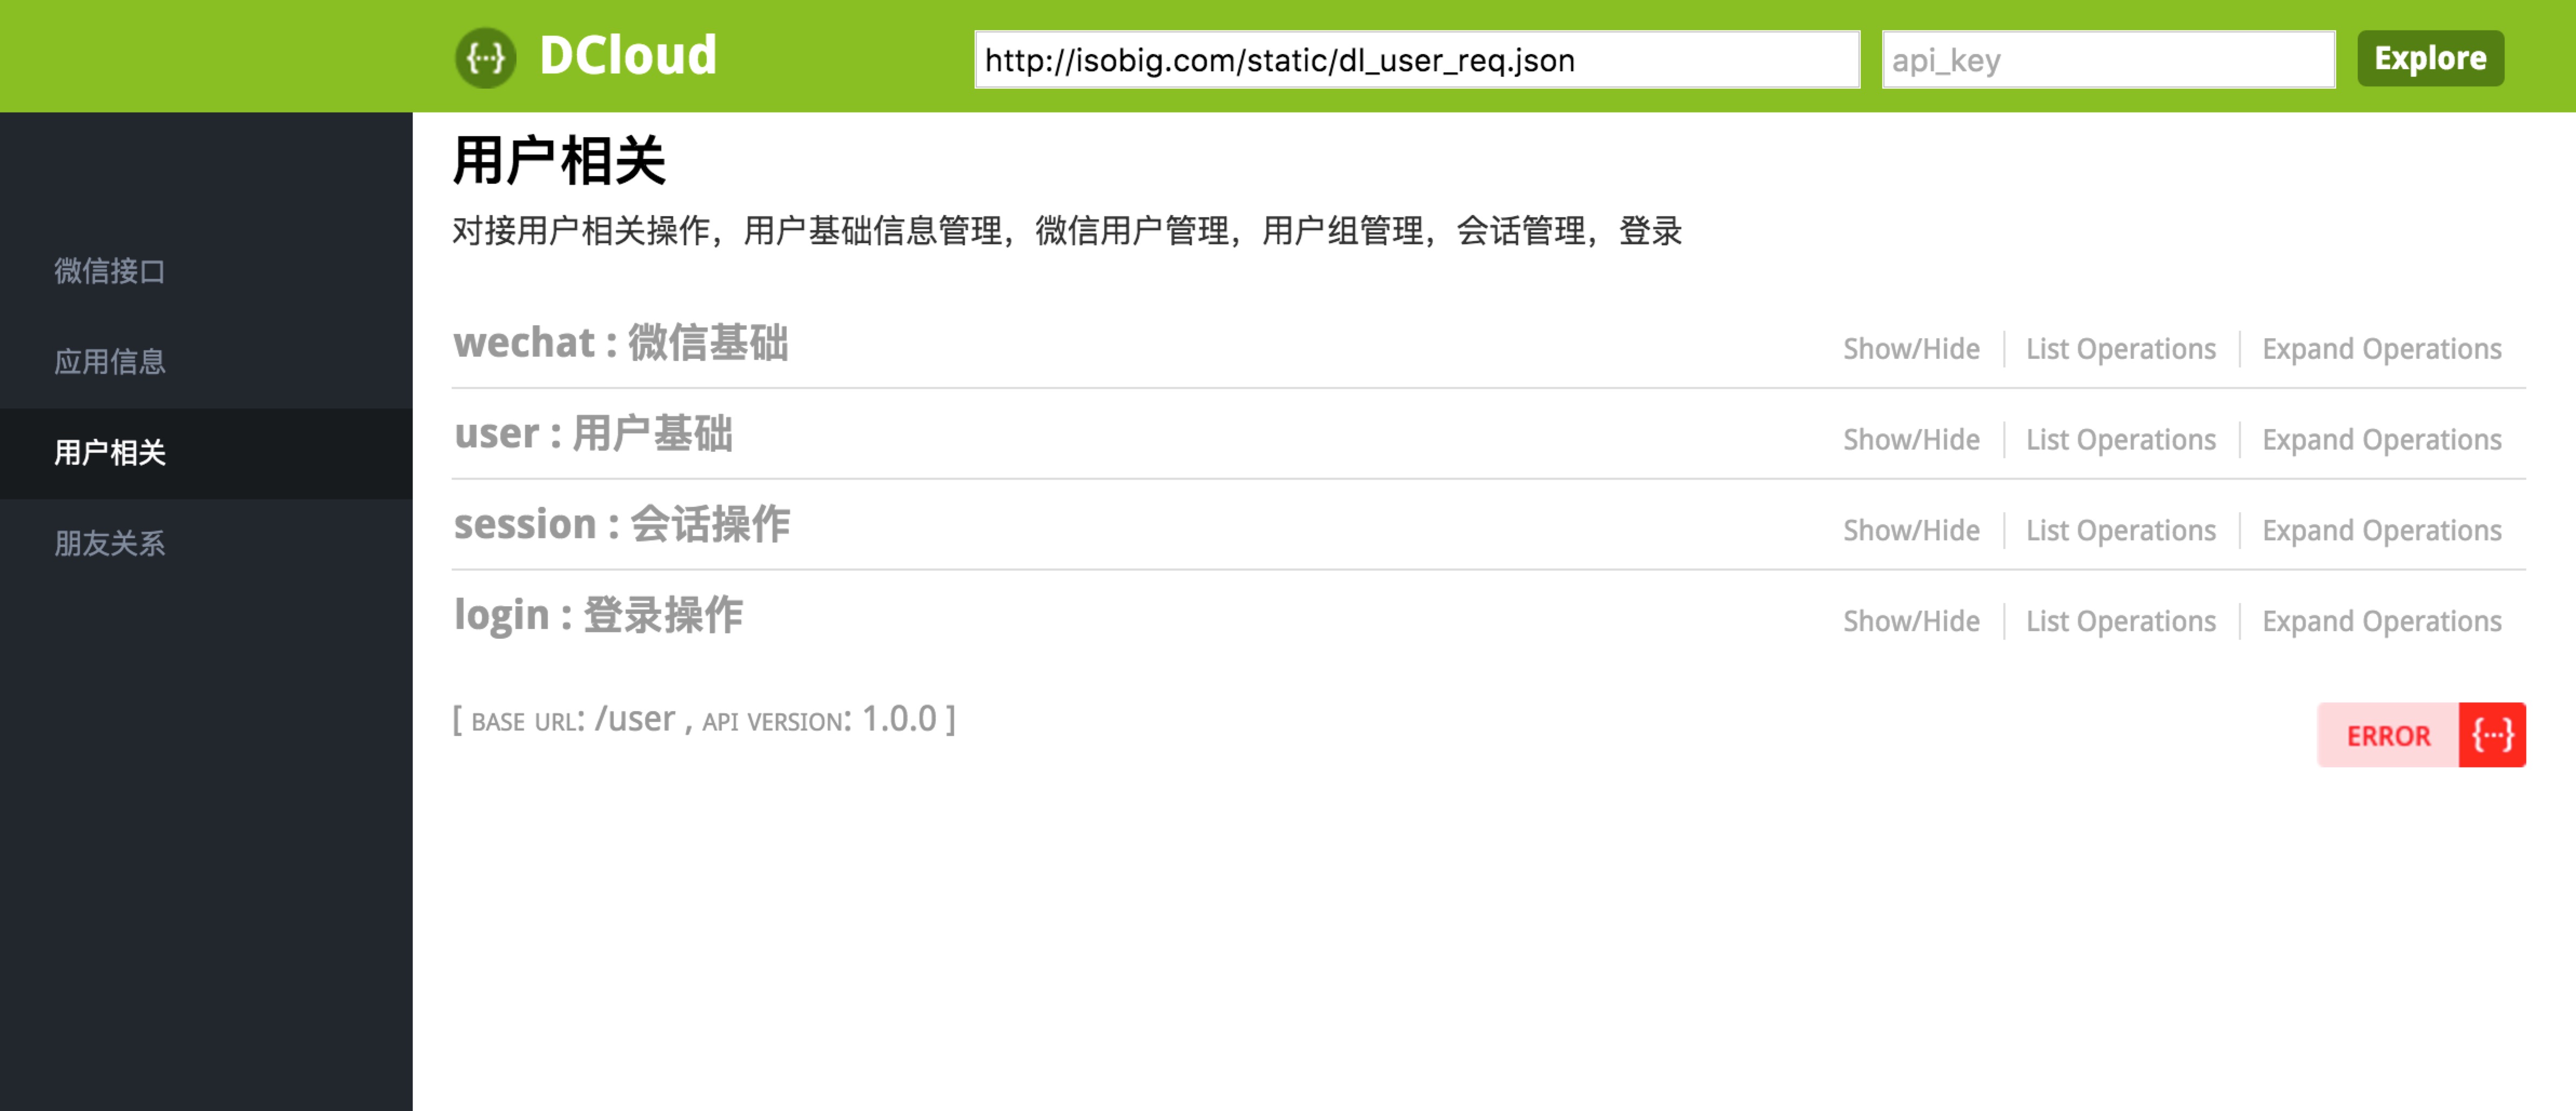 DCloud
http://isobig.com/static/dl_user_req.json
api_key
Explore
微信接口
应用信息
用户相关
朋友关系
用户相关
对接用户相关操作，用户基础信息管理，微信用户管理，用户组管理，会话管理，登录
wechat : 微信基础
Show/Hide
List Operations
Expand Operations
user : 用户基础
Show/Hide
List Operations
Expand Operations
session : 会话操作
Show/Hide
List Operations
Expand Operations
login : 登录操作
Show/Hide
List Operations
Expand Operations
[ BASE URL: /user , API VERSION: 1.0.0 ]
ERROR {...}